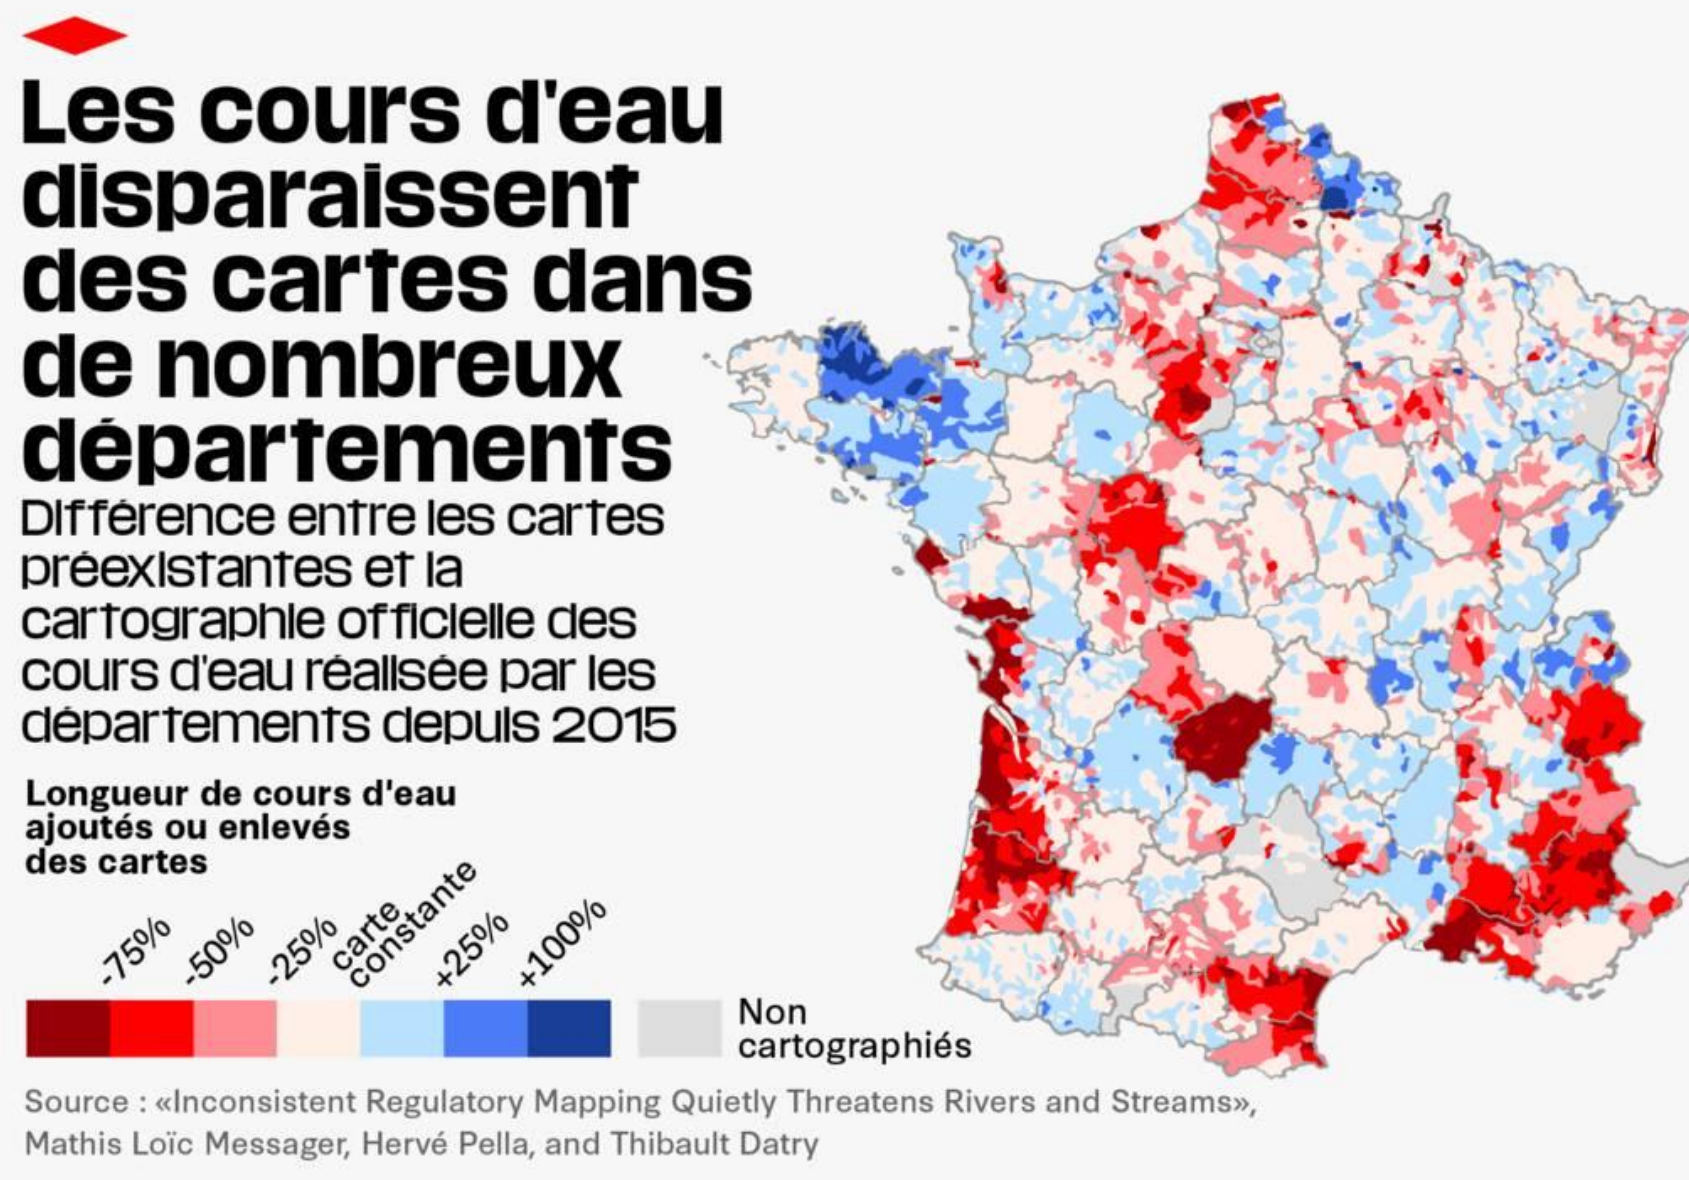 Les cours d'eau
disparaissent
des cartes dans
de nombreux
départements
Différence entre les cartes
préexistantes et la
cartographie officielle des
cours d'eau réalisée par les
départements depuis 2015
Longueur de cours d'eau
ajoutés ou enlevés
des cartes
-75%
-50%
-25%
carte
constante
+25%
+100%
Non
cartographiés
Source : «Inconsistent Regulatory Mapping Quietly Threatens Rivers and Streams»,
Mathis Loïc Messager, Hervé Pella, and Thibault Datry